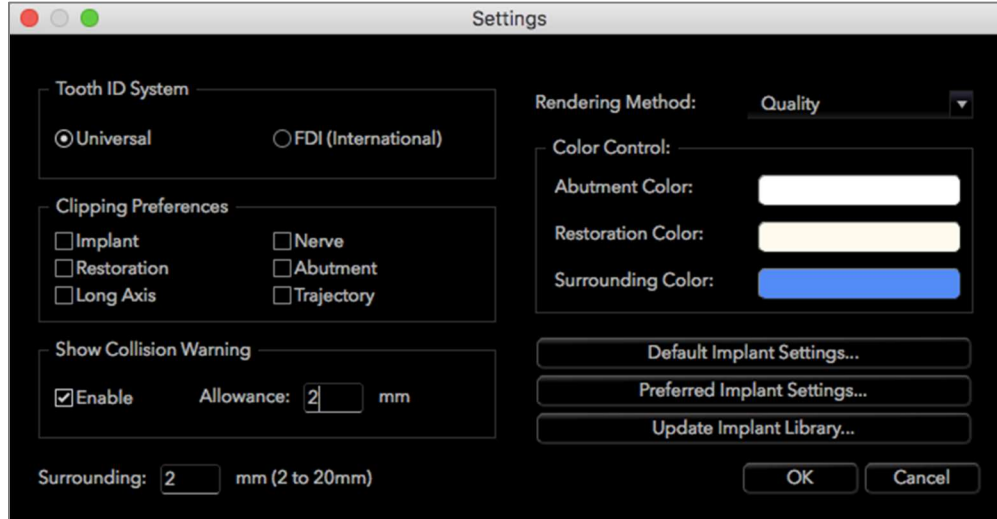 Settings
Tooth ID System
Universal
FDI (International)
Clipping Preferences
Implant
Nerve
Restoration
Abutment
Long Axis
Trajectory
Show Collision Warning
Enable
Allowance: 2 mm
Surrounding: 2 mm (2 to 20mm)
Rendering Method: Quality
Color Control:
Abutment Color:
Restoration Color:
Surrounding Color:
Default Implant Settings...
Preferred Implant Settings...
Update Implant Library...
OK
Cancel